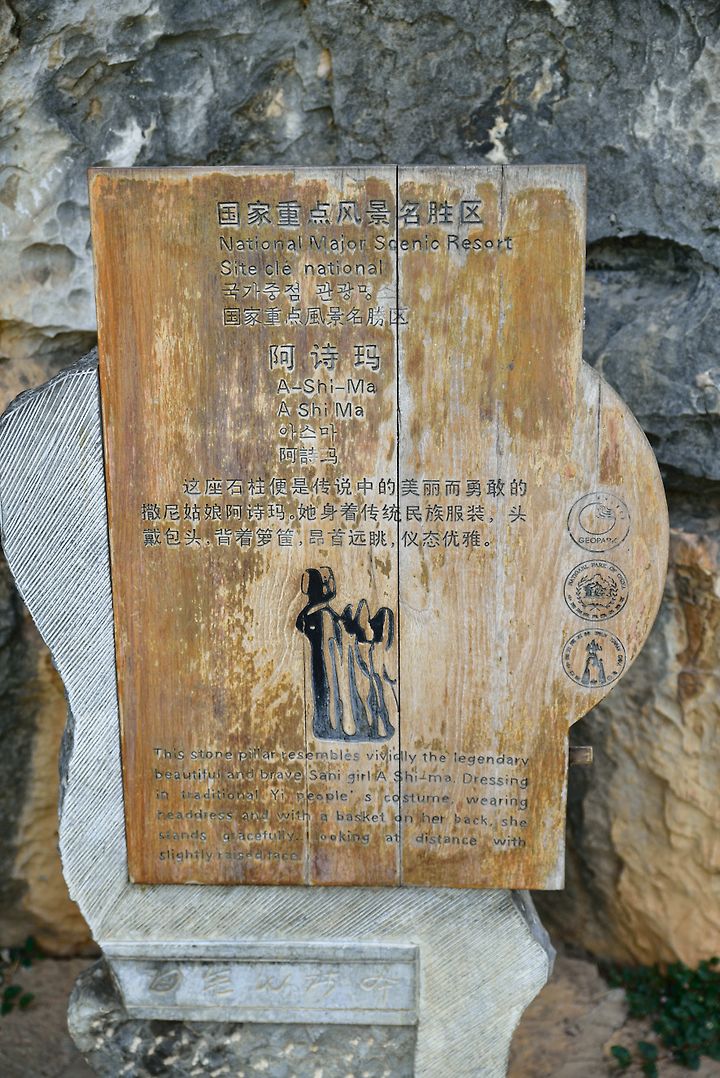 国家重点风景名胜区
National Major Scenic Resort
Site clé national
국가중점 관광명소
国家重点風景名勝区
阿诗玛
A-Shi-Ma
A Shi Ma
아스마
阿詩玛
这座石柱便是传说中的美丽而勇敢的
撒尼姑娘阿诗玛。她身着传统民族服装，头
戴包头，背着箩筐，昂首远眺，仪态优雅。
GEOPARK
This stone pillar resembles vividly the legendary
beautiful and brave Sani girl A Shi-ma. Dressing
in traditional Yi people's costume, wearing
headdress and with a basket on her back, she
stands gracefully, looking at distance with
slightly raised face.